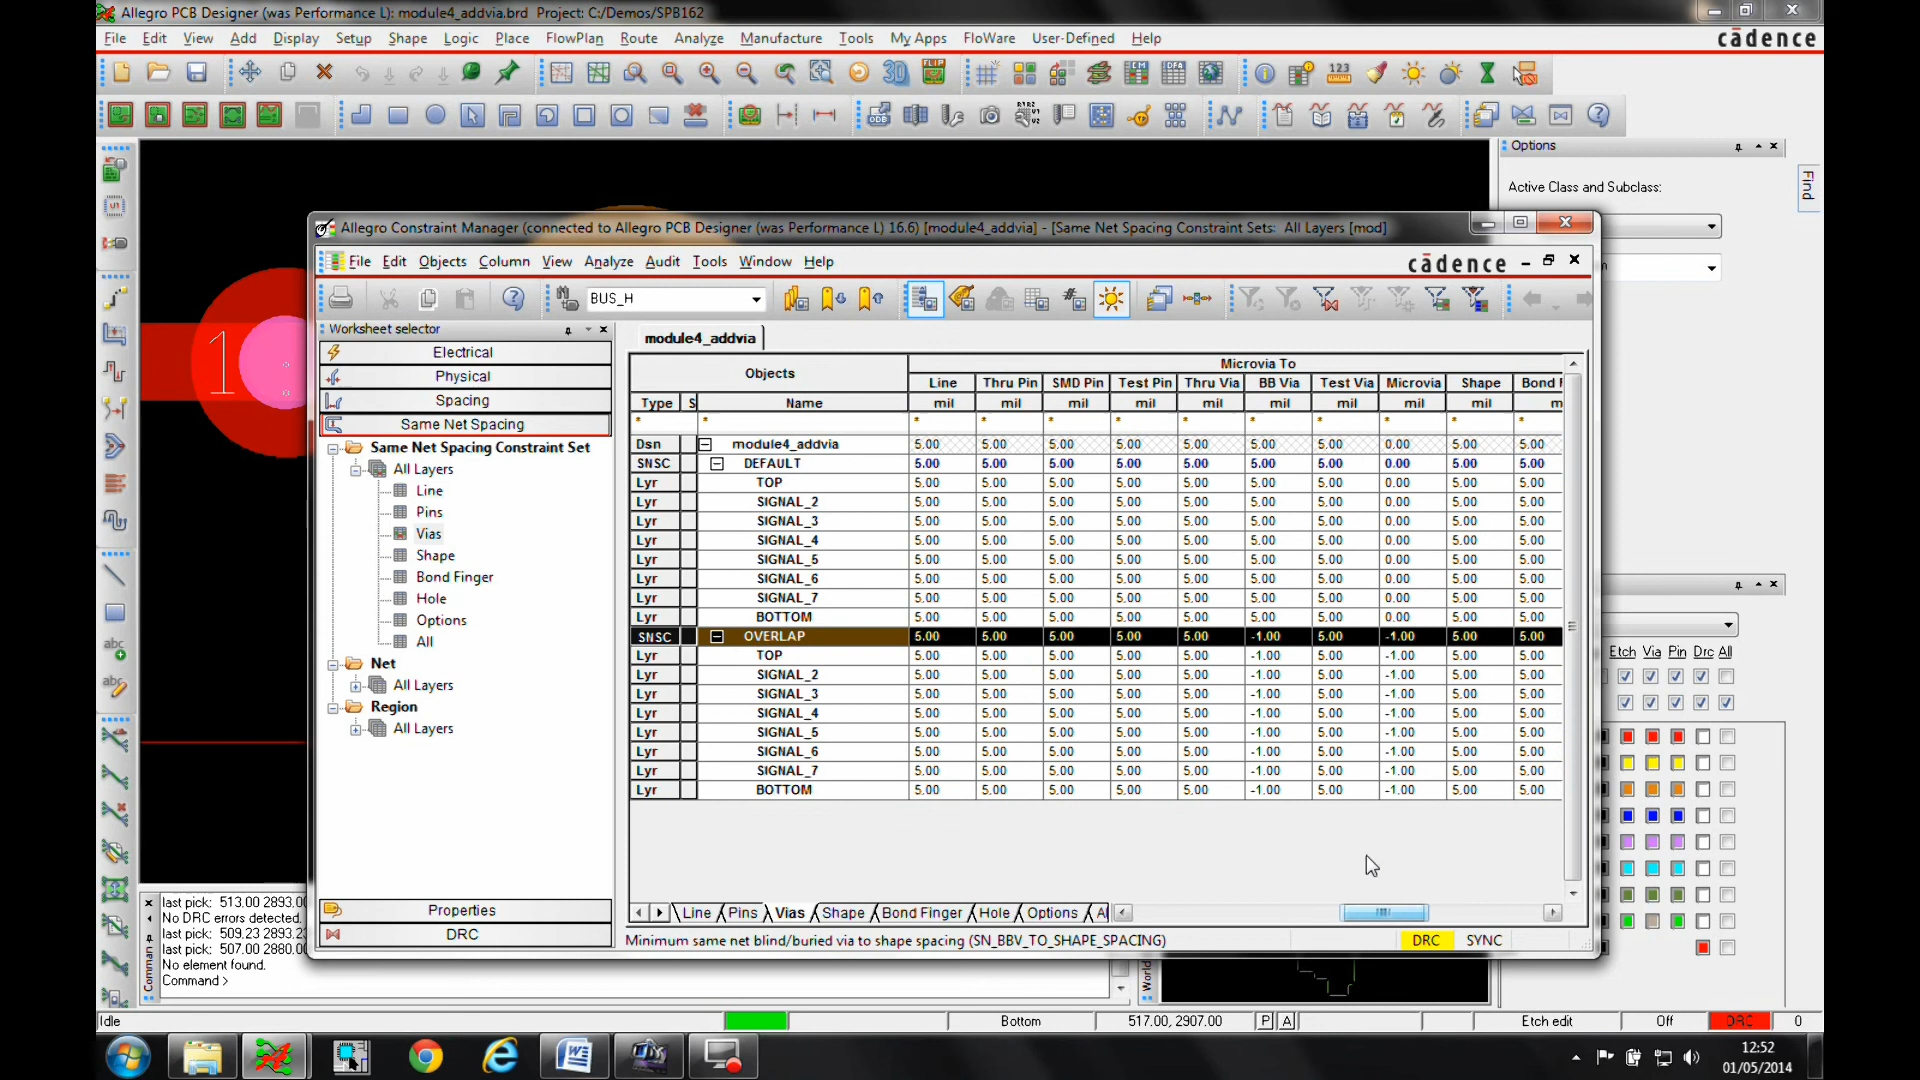 Allegro PCB Designer (was Performance L): module4_addvia.brd Project: C:/Demos/SPB162
File Edit View Add Display Setup Shape Logic Place FlowPlan Route Analyze Manufacture Tools My Apps FloWare User-Defined Help
cādence
Options
Active Class and Subclass:
Find
1
Allegro Constraint Manager (connected to Allegro PCB Designer (was Performance L) 16.6) [module4_addvia] - [Same Net Spacing Constraint Sets: All Layers [mod]
File Edit Objects Column View Analyze Audit Tools Window Help
cādence
BUS_H
Worksheet selector
Electrical
Physical
Spacing
Same Net Spacing
Same Net Spacing Constraint Set
All Layers
Line
Pins
Vias
Shape
Bond Finger
Hole
Options
All
Net
All Layers
Region
All Layers
Properties
DRC
module4_addvia
Objects Microvia To
Line Thru Pin SMD Pin Test Pin Thru Via BB Via Test Via Microvia Shape Bond F
Type S Name mil mil mil mil mil mil mil mil mil m
* * * * * * * * * * * *
Dsn module4_addvia 5.00 5.00 5.00 5.00 5.00 5.00 5.00 0.00 5.00 5.00
SNSC DEFAULT 5.00 5.00 5.00 5.00 5.00 5.00 5.00 0.00 5.00 5.00
Lyr TOP 5.00 5.00 5.00 5.00 5.00 5.00 5.00 0.00 5.00 5.00
Lyr SIGNAL_2 5.00 5.00 5.00 5.00 5.00 5.00 5.00 0.00 5.00 5.00
Lyr SIGNAL_3 5.00 5.00 5.00 5.00 5.00 5.00 5.00 0.00 5.00 5.00
Lyr SIGNAL_4 5.00 5.00 5.00 5.00 5.00 5.00 5.00 0.00 5.00 5.00
Lyr SIGNAL_5 5.00 5.00 5.00 5.00 5.00 5.00 5.00 0.00 5.00 5.00
Lyr SIGNAL_6 5.00 5.00 5.00 5.00 5.00 5.00 5.00 0.00 5.00 5.00
Lyr SIGNAL_7 5.00 5.00 5.00 5.00 5.00 5.00 5.00 0.00 5.00 5.00
Lyr BOTTOM 5.00 5.00 5.00 5.00 5.00 5.00 5.00 0.00 5.00 5.00
SNSC OVERLAP 5.00 5.00 5.00 5.00 5.00 -1.00 5.00 -1.00 5.00 5.00
Lyr TOP 5.00 5.00 5.00 5.00 5.00 -1.00 5.00 -1.00 5.00 5.00
Lyr SIGNAL_2 5.00 5.00 5.00 5.00 5.00 -1.00 5.00 -1.00 5.00 5.00
Lyr SIGNAL_3 5.00 5.00 5.00 5.00 5.00 -1.00 5.00 -1.00 5.00 5.00
Lyr SIGNAL_4 5.00 5.00 5.00 5.00 5.00 -1.00 5.00 -1.00 5.00 5.00
Lyr SIGNAL_5 5.00 5.00 5.00 5.00 5.00 -1.00 5.00 -1.00 5.00 5.00
Lyr SIGNAL_6 5.00 5.00 5.00 5.00 5.00 -1.00 5.00 -1.00 5.00 5.00
Lyr SIGNAL_7 5.00 5.00 5.00 5.00 5.00 -1.00 5.00 -1.00 5.00 5.00
Lyr BOTTOM 5.00 5.00 5.00 5.00 5.00 -1.00 5.00 -1.00 5.00 5.00
Line Pins Vias Shape Bond Finger Hole Options A
Minimum same net blind/buried via to shape spacing (SN_BBV_TO_SHAPE_SPACING)
DRC SYNC
Etch Via Pin Drc All
last pick: 513.00 2893.00
No DRC errors detected.
last pick: 509.23 2893.23
last pick: 507.00 2880.00
No element found.
Command >
Comman
World
Idle Bottom 517.00, 2907.00 P A Etch edit Off DRC 0
12:52
01/05/2014